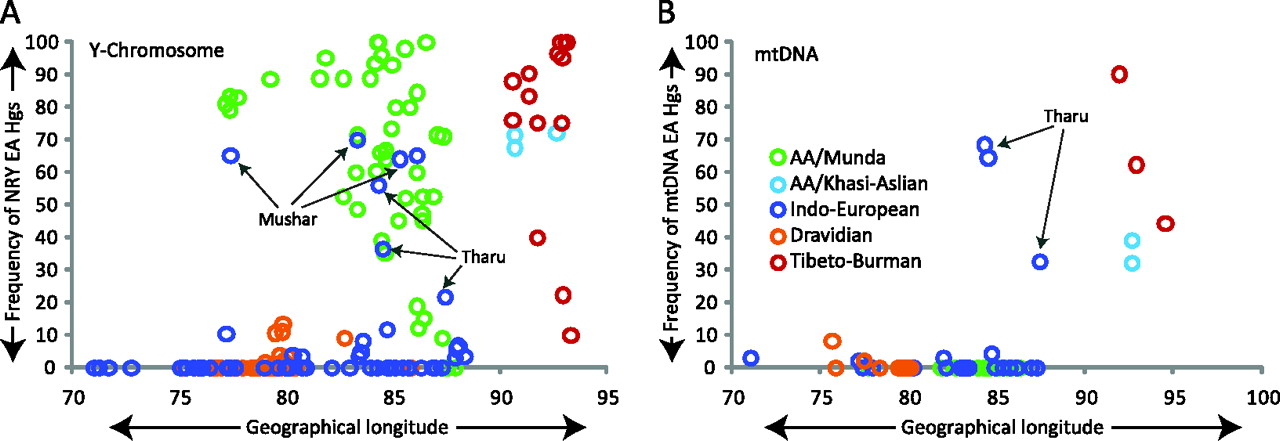 A
Y-Chromosome
Frequency of NRY EA Hgs
100
90
80
70
60
50
40
30
20
10
0
Mushar
Tharu
70 75 80 85 90 95
Geographical longitude
B
mtDNA
Frequency of mtDNA EA Hgs
100
90
80
70
60
50
40
30
20
10
0
Tharu
AA/Munda
AA/Khasi-Aslian
Indo-European
Dravidian
Tibeto-Burman
70 75 80 85 90 95 100
Geographical longitude